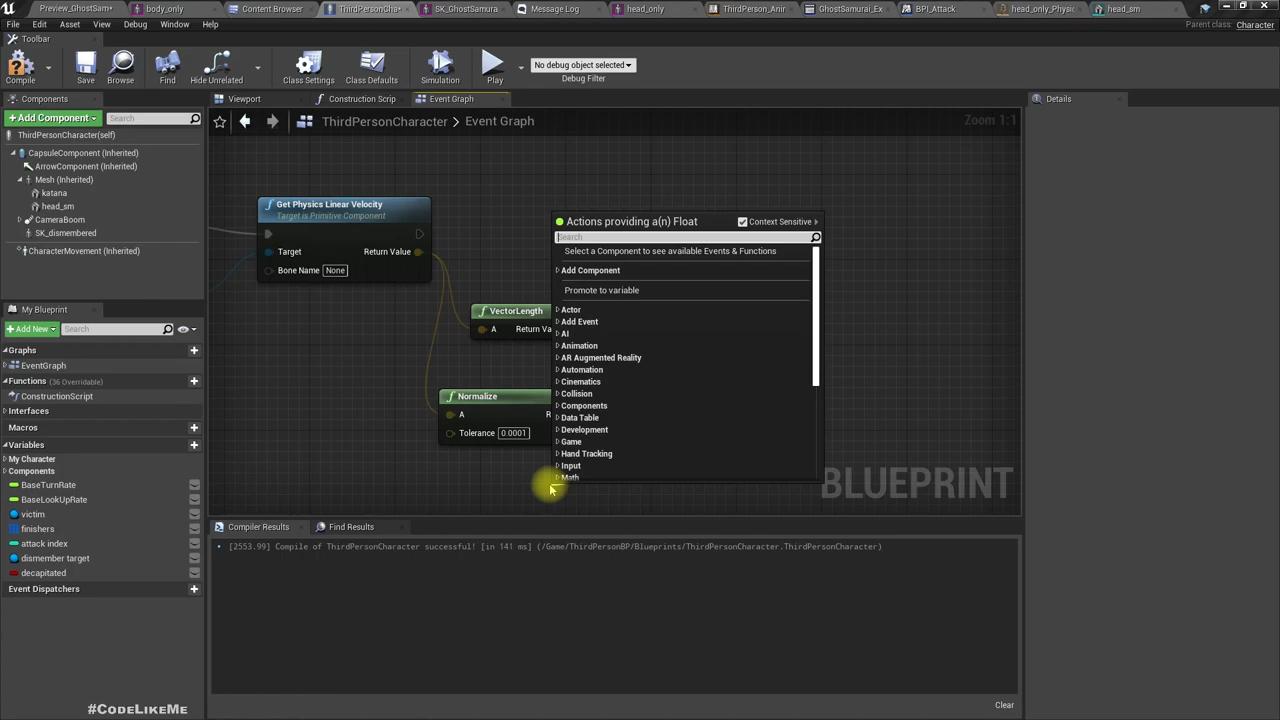 Preview_GhostSam*
body_only
Content Browser
ThirdPersonCha*
SK_GhostSamura
Message Log
head_only
ThirdPerson_Anir
GhostSamurai_Ex
BPI_Attack
head_only_Physic
head_sm
File
Edit
Asset
View
Debug
Window
Help
Parent class: Character
Toolbar
Compile
Save
Browse
Find
Hide Unrelated
Class Settings
Class Defaults
Simulation
Play
No debug object selected
Debug Filter
Components
+ Add Component
Search
ThirdPersonCharacter(self)
CapsuleComponent (Inherited)
ArrowComponent (Inherited)
Mesh (Inherited)
katana
head_sm
CameraBoom
SK_dismembered
CharacterMovement (Inherited)
My Blueprint
+ Add New
Search
Graphs
EventGraph
Functions (36 Overridable)
ConstructionScript
Interfaces
Macros
Variables
My Character
Components
BaseTurnRate
BaseLookUpRate
victim
finishers
attack index
dismember target
decapitated
Event Dispatchers
#CodeLikeMe
Viewport
Construction Scrip
Event Graph
ThirdPersonCharacter > Event Graph
Zoom 1:1
Get Physics Linear Velocity
Target is Primitive Component
Target
Return Value
Bone Name
None
VectorLength
A
Return Va
Normalize
A
R
Tolerance
0.0001
Actions providing a(n) Float
Context Sensitive
Search
Select a Component to see available Events & Functions
Add Component
Promote to variable
Actor
Add Event
AI
Animation
AR Augmented Reality
Automation
Cinematics
Collision
Components
Data Table
Development
Game
Hand Tracking
Input
Math
BLUEPRINT
Compiler Results
Find Results
[2553.99] Compile of ThirdPersonCharacter successful! [in 141 ms] (/Game/ThirdPersonBP/Blueprints/ThirdPersonCharacter.ThirdPersonCharacter)
Clear
Details